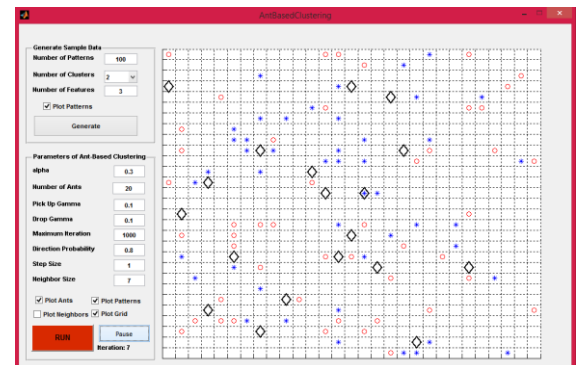 AntBasedClustering
Generate Sample Data
Number of Patterns 100
Number of Clusters 2
Number of Features 3
Plot Patterns
Generate
Parameters of Ant-Based Clustering
alpha 0.3
Number of Ants 20
Pick Up Gamma 0.1
Drop Gamma 0.1
Maximum Iteration 1000
Direction Probability 0.8
Step Size 1
Neighbor Size 7
Plot Ants Plot Patterns
Plot Neighbors Plot Grid
RUN Pause
Iteration: 7